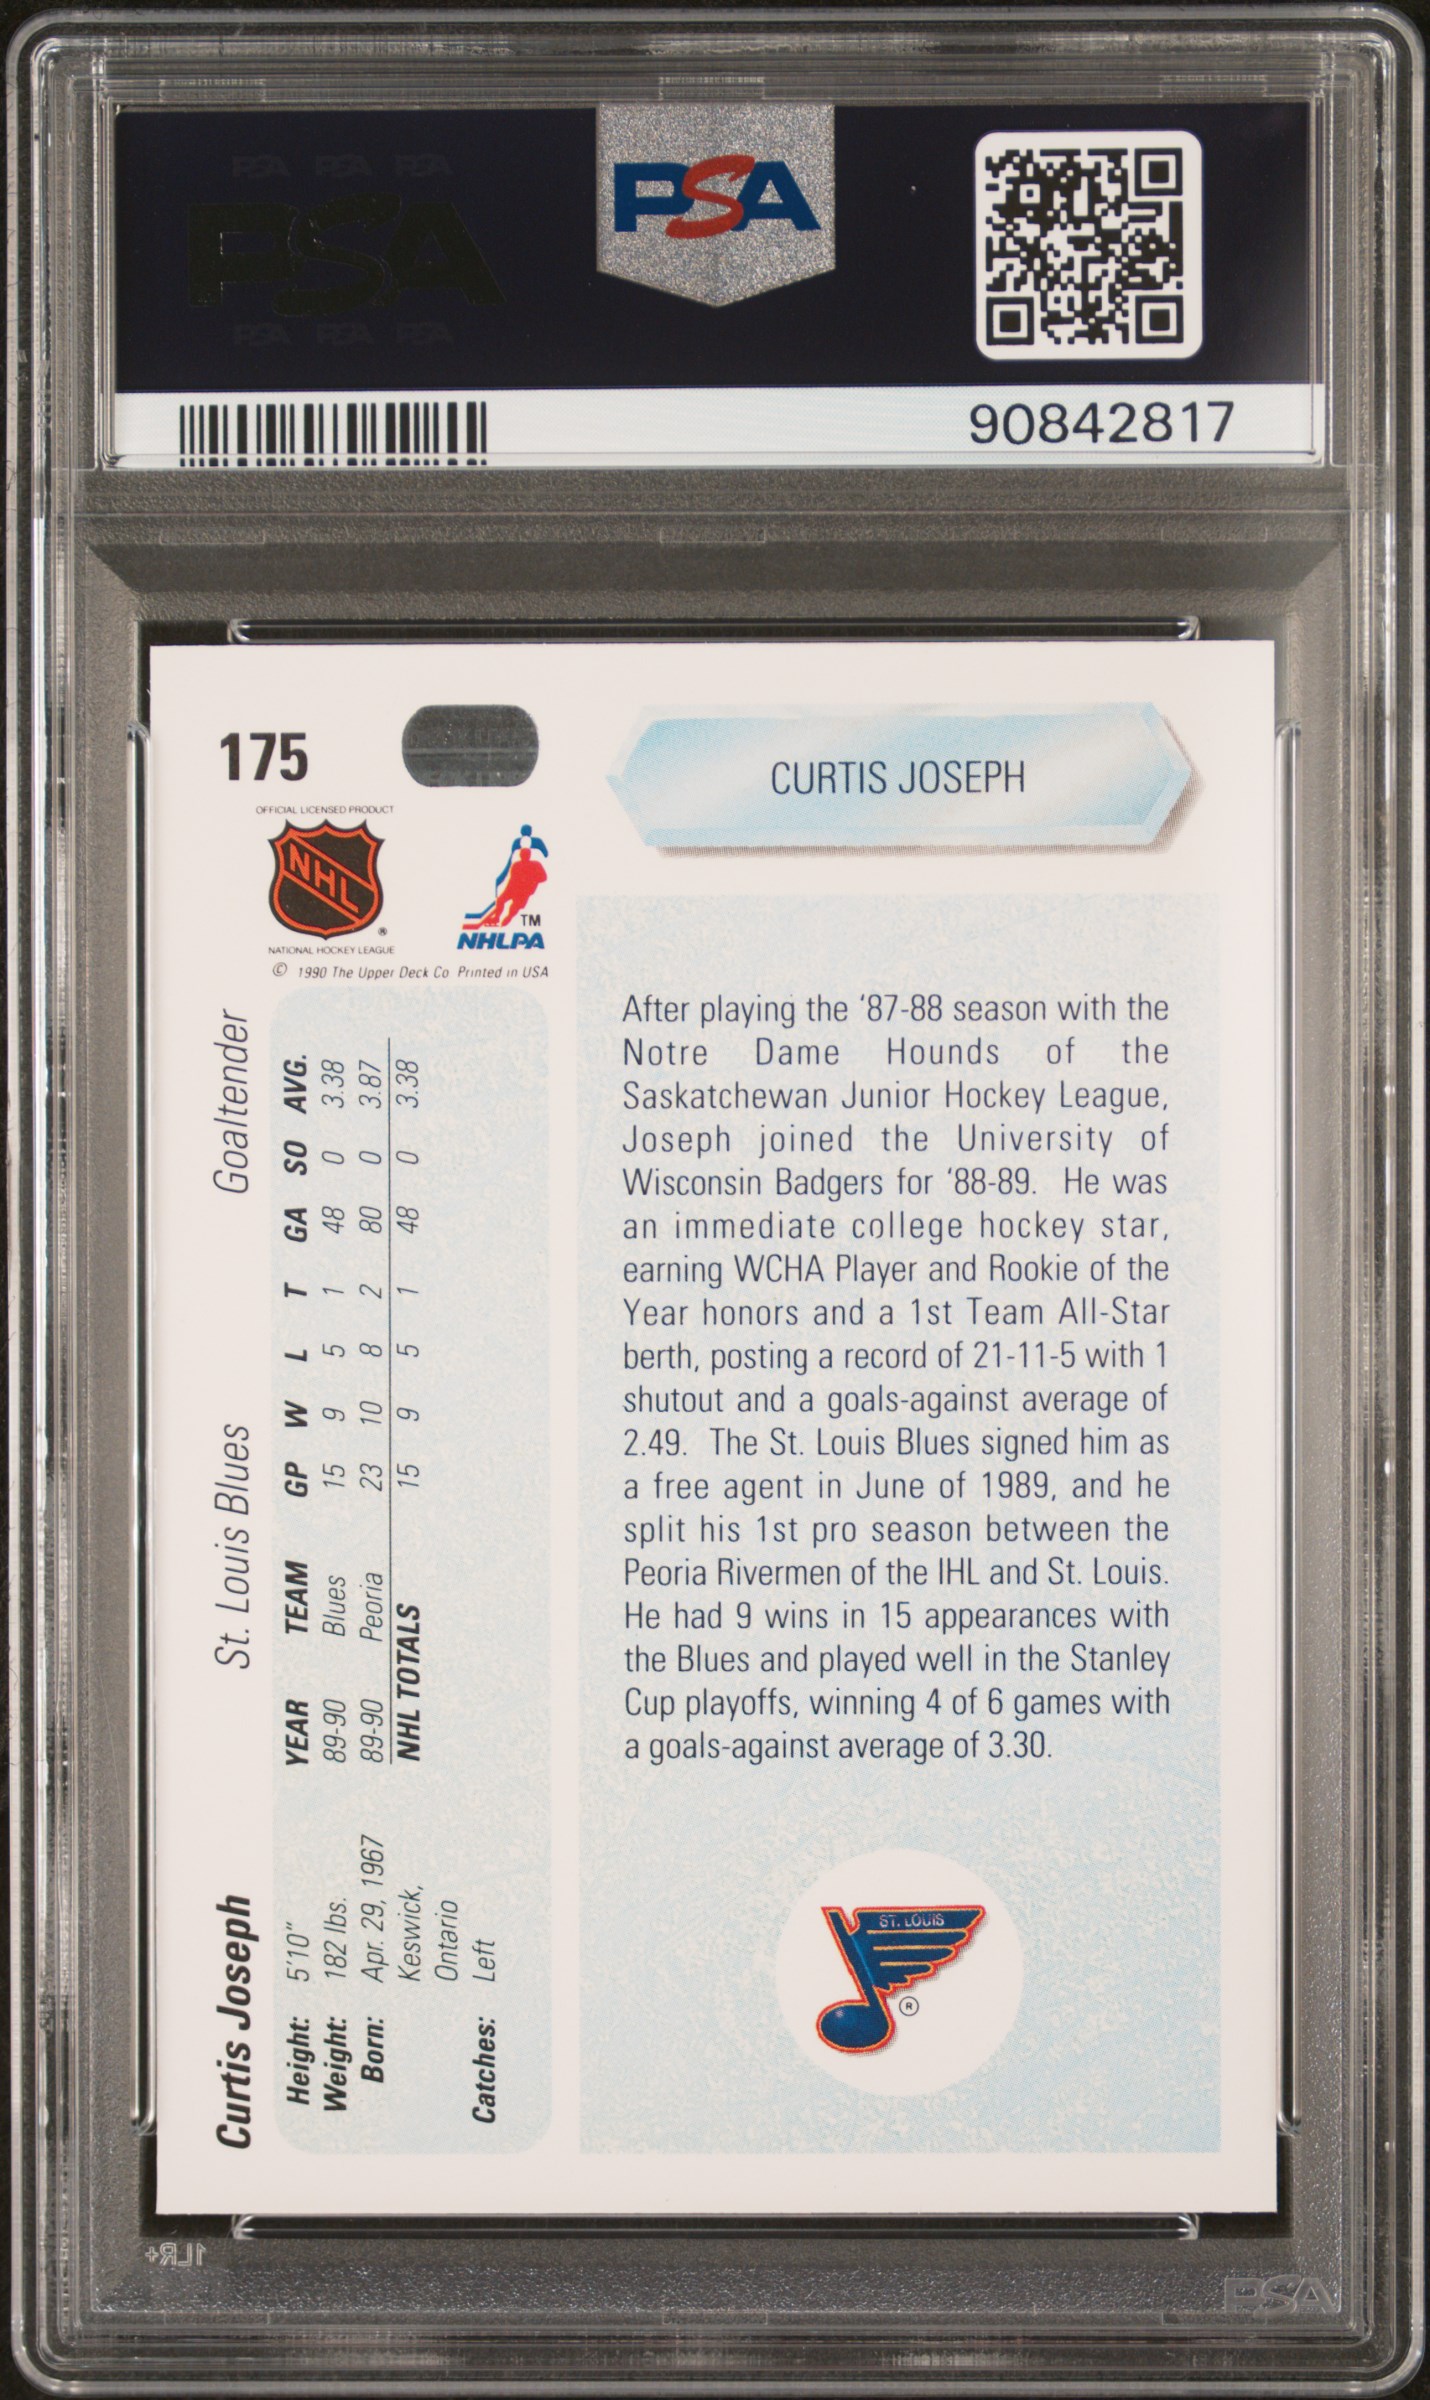 PSA PSA PSA
PSA
PSA PSA PSA
PSA
90842817
175
OFFICIAL LICENSED PRODUCT
NHL
®
NATIONAL HOCKEY LEAGUE
TM
NHLPA
© 1990 The Upper Deck Co. Printed in USA
CURTIS JOSEPH
After playing the '87-88 season with the
Notre Dame Hounds of the
Saskatchewan Junior Hockey League,
Joseph joined the University of
Wisconsin Badgers for '88-89. He was
an immediate college hockey star,
earning WCHA Player and Rookie of the
Year honors and a 1st Team All-Star
berth, posting a record of 21-11-5 with 1
shutout and a goals-against average of
2.49. The St. Louis Blues signed him as
a free agent in June of 1989, and he
split his 1st pro season between the
Peoria Rivermen of the IHL and St. Louis.
He had 9 wins in 15 appearances with
the Blues and played well in the Stanley
Cup playoffs, winning 4 of 6 games with
a goals-against average of 3.30.
ST. LOUIS
®
Curtis Joseph St. Louis Blues Goaltender
Height: 5'10"
Weight: 182 lbs.
Born: Apr. 29, 1967
Keswick,
Ontario
Catches: Left
YEAR TEAM GP W L T GA SO AVG.
89-90 Blues 15 9 5 1 48 0 3.38
89-90 Peoria 23 10 8 2 80 0 3.87
NHL TOTALS 15 9 5 1 48 0 3.38
1LR+
PSA